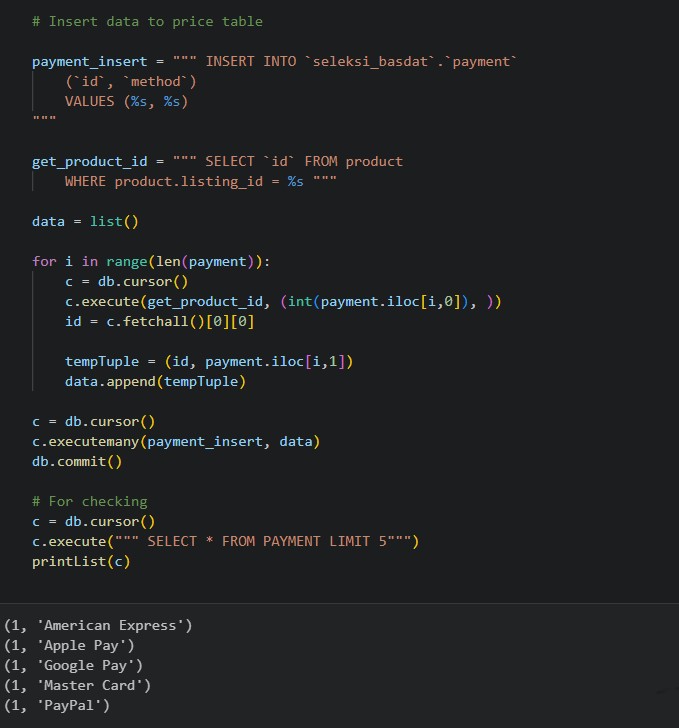 # Insert data to price table
payment_insert = """ INSERT INTO `seleksi_basdat`.`payment`
(`id`, `method`)
VALUES (%s, %s)
"""
get_product_id = """ SELECT `id` FROM product
WHERE product.listing_id = %s """
data = list()
for i in range(len(payment)):
c = db.cursor()
c.execute(get_product_id, (int(payment.iloc[i,0]), ))
id = c.fetchall()[0][0]
tempTuple = (id, payment.iloc[i,1])
data.append(tempTuple)
c = db.cursor()
c.executemany(payment_insert, data)
db.commit()
# For checking
c = db.cursor()
c.execute(""" SELECT * FROM PAYMENT LIMIT 5""")
printList(c)
(1, 'American Express')
(1, 'Apple Pay')
(1, 'Google Pay')
(1, 'Master Card')
(1, 'PayPal')